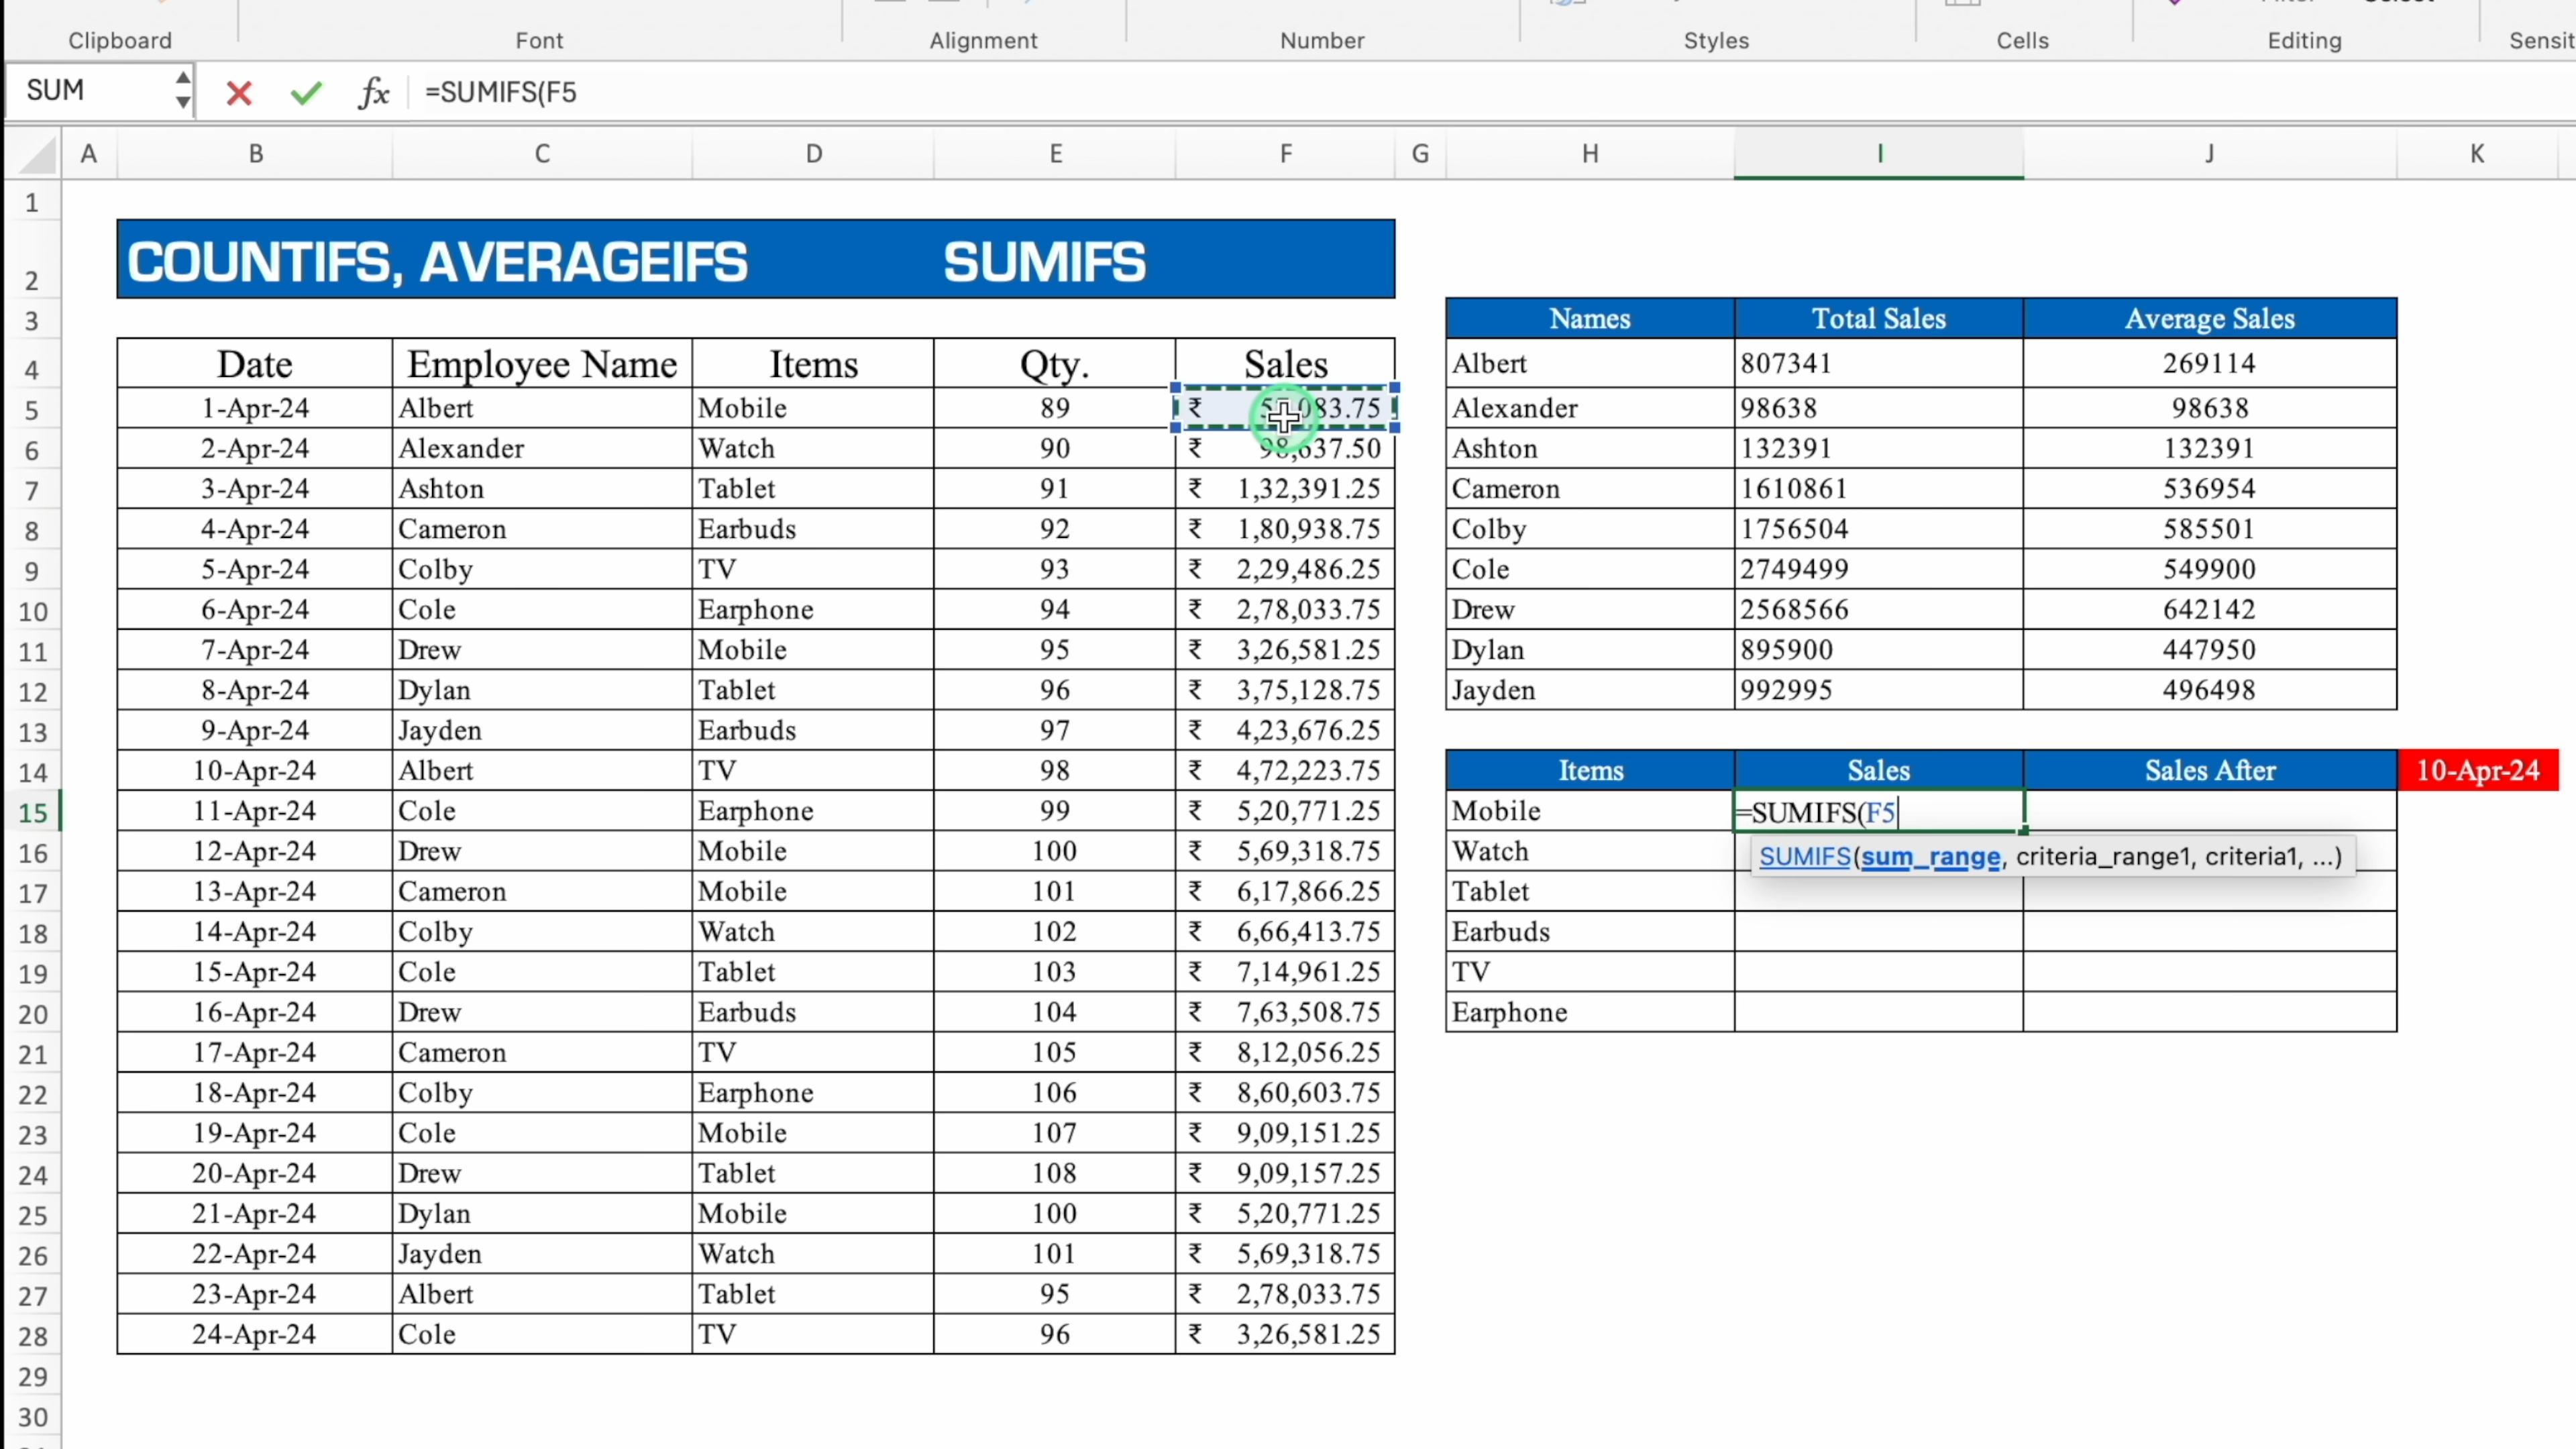 Clipboard Font Alignment Number Styles Cells Editing
SUM fx =SUMIFS(F5
A B C D E F G H I J K
1
2 COUNTIFS, AVERAGEIFS SUMIFS
3 Names Total Sales Average Sales
4 Date Employee Name Items Qty. Sales Albert 807341 269114
5 1-Apr-24 Albert Mobile 89 ₹ Alexander 98638 98638
6 2-Apr-24 Alexander Watch 90 ₹ 98,637.50 Ashton 132391 132391
7 3-Apr-24 Ashton Tablet 91 ₹ 1,32,391.25 Cameron 1610861 536954
8 4-Apr-24 Cameron Earbuds 92 ₹ 1,80,938.75 Colby 1756504 585501
9 5-Apr-24 Colby TV 93 ₹ 2,29,486.25 Cole 2749499 549900
10 6-Apr-24 Cole Earphone 94 ₹ 2,78,033.75 Drew 2568566 642142
11 7-Apr-24 Drew Mobile 95 ₹ 3,26,581.25 Dylan 895900 447950
12 8-Apr-24 Dylan Tablet 96 ₹ 3,75,128.75 Jayden 992995 496498
13 9-Apr-24 Jayden Earbuds 97 ₹ 4,23,676.25
14 10-Apr-24 Albert TV 98 ₹ 4,72,223.75 Items Sales Sales After 10-Apr-24
15 11-Apr-24 Cole Earphone 99 ₹ 5,20,771.25 Mobile =SUMIFS(F5
16 12-Apr-24 Drew Mobile 100 ₹ 5,69,318.75 Watch SUMIFS(sum_range, criteria_range1, criteria1, ...)
17 13-Apr-24 Cameron Mobile 101 ₹ 6,17,866.25 Tablet
18 14-Apr-24 Colby Watch 102 ₹ 6,66,413.75 Earbuds
19 15-Apr-24 Cole Tablet 103 ₹ 7,14,961.25 TV
20 16-Apr-24 Drew Earbuds 104 ₹ 7,63,508.75 Earphone
21 17-Apr-24 Cameron TV 105 ₹ 8,12,056.25
22 18-Apr-24 Colby Earphone 106 ₹ 8,60,603.75
23 19-Apr-24 Cole Mobile 107 ₹ 9,09,151.25
24 20-Apr-24 Drew Tablet 108 ₹ 9,09,157.25
25 21-Apr-24 Dylan Mobile 100 ₹ 5,20,771.25
26 22-Apr-24 Jayden Watch 101 ₹ 5,69,318.75
27 23-Apr-24 Albert Tablet 95 ₹ 2,78,033.75
28 24-Apr-24 Cole TV 96 ₹ 3,26,581.25
29
30